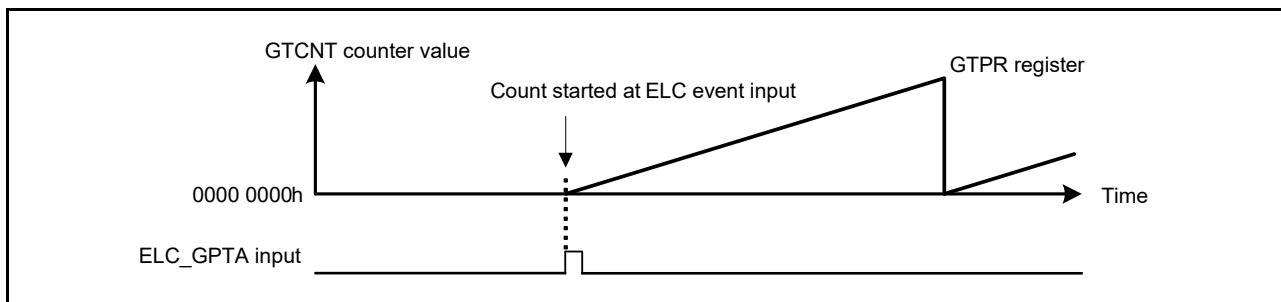 GTCNT counter value
GTPR register
Count started at ELC event input
0000 0000h
Time
ELC_GPTA input